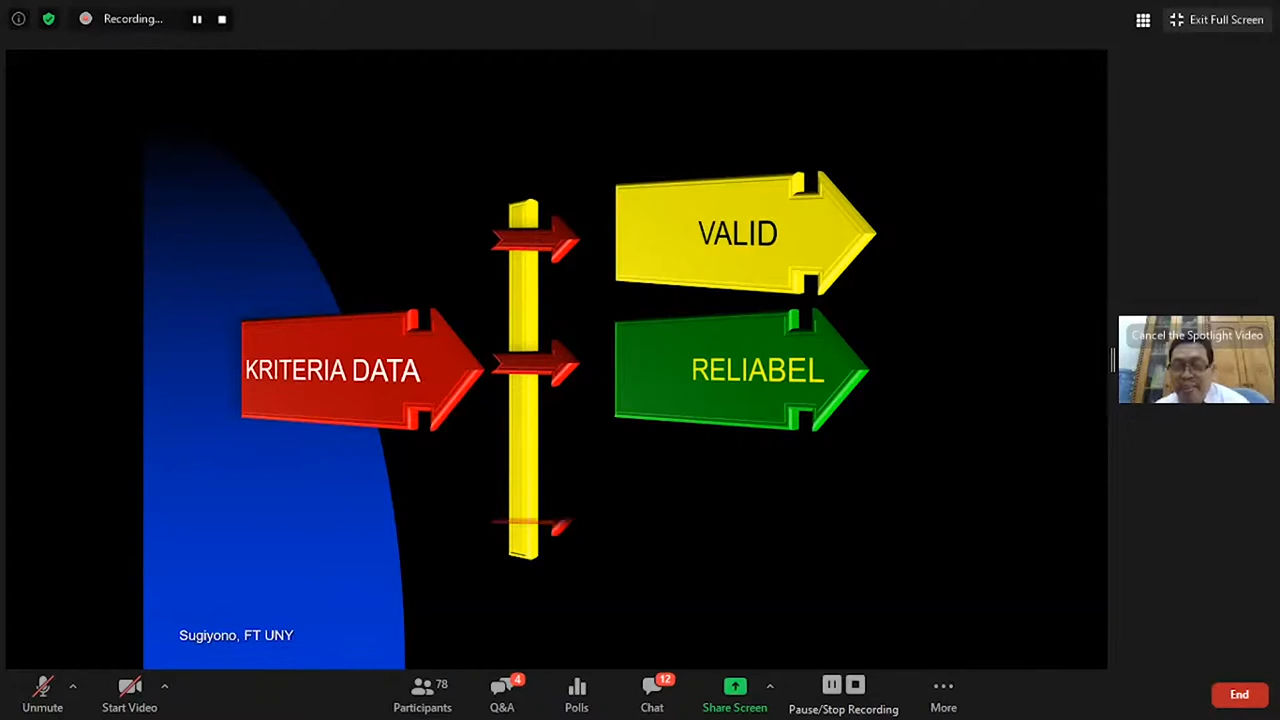 Recording...
Exit Full Screen
VALID
Cancel the Spotlight Video
KRITERIA DATA
RELIABEL
Sugiyono, FT UNY
78
4
12
Unmute
Start Video
Participants
Q&A
Polls
Chat
Share Screen
Pause/Stop Recording
More
End